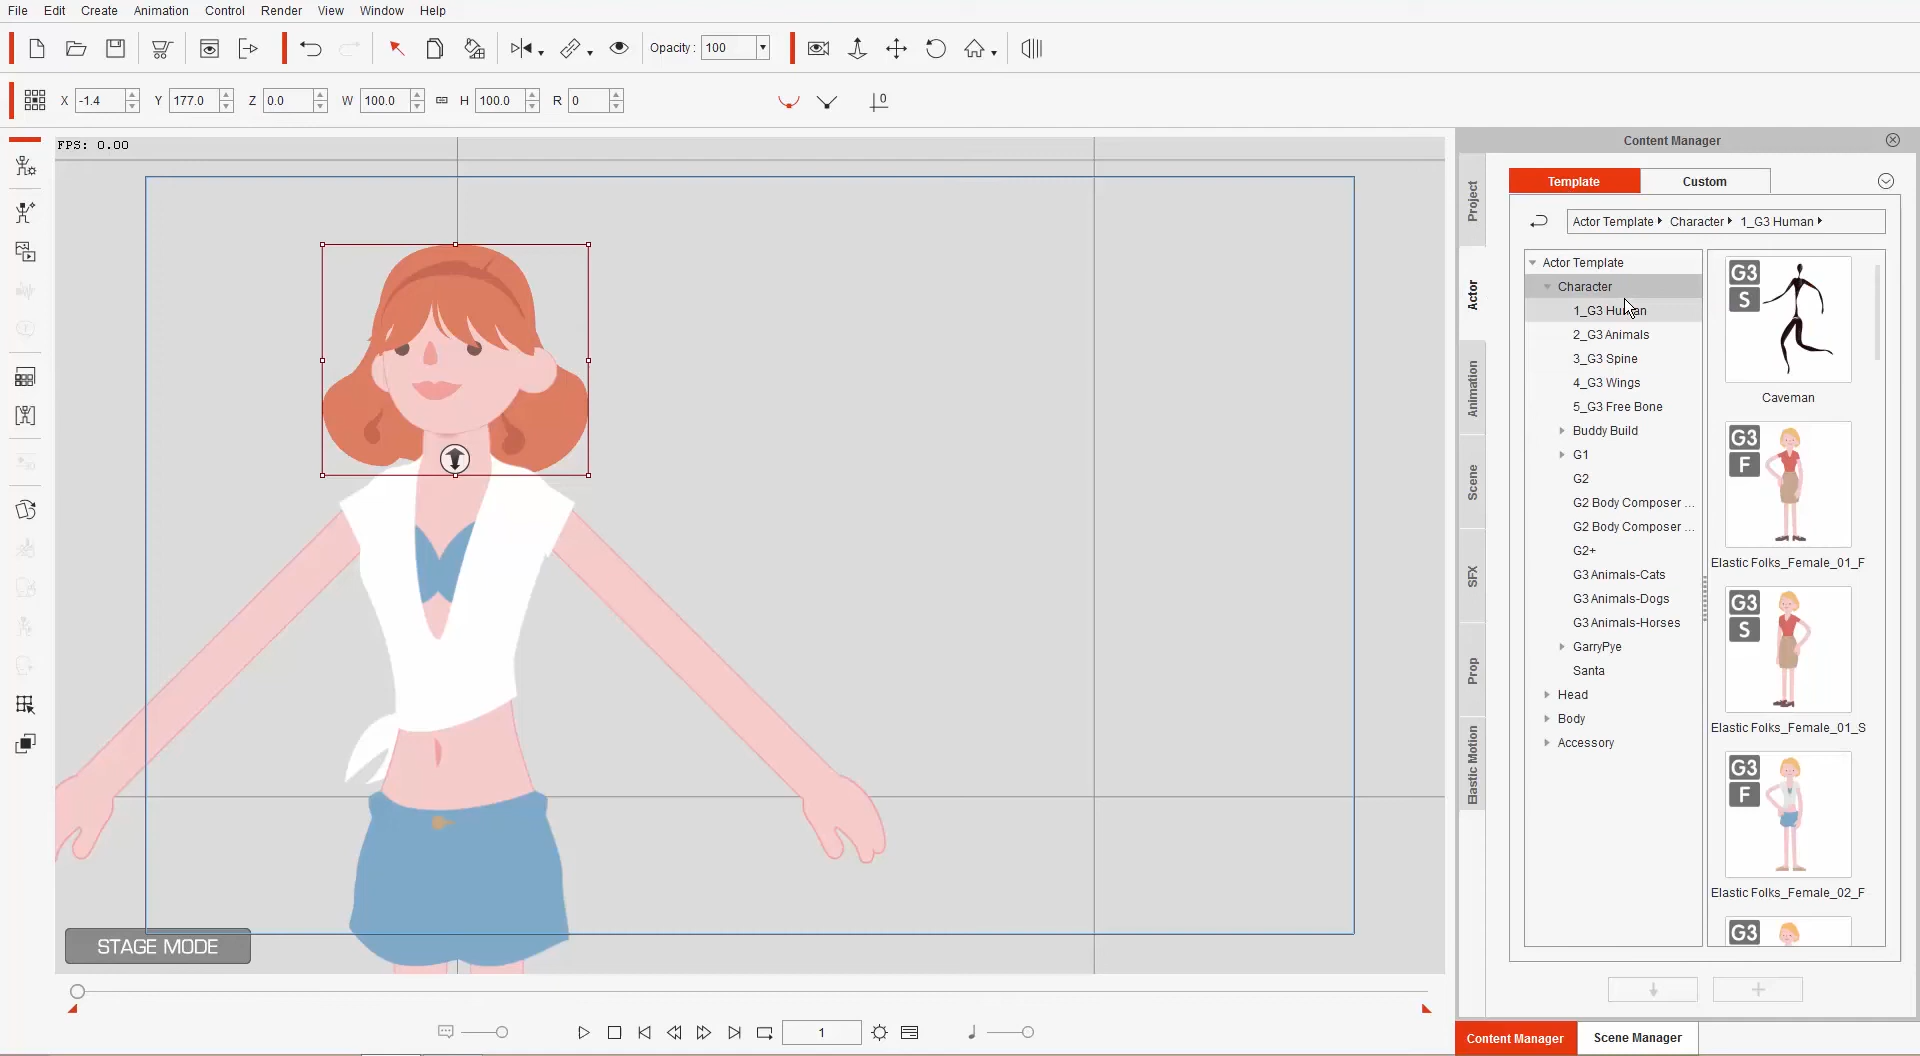 File Edit Create Animation Control Render View Window Help
Opacity : 100
X -1.4 Y 177.0 Z 0.0 W 100.0 H 100.0 R 0
0
FPS: 0.00
Content Manager
Template Custom
Actor Template Character 1_G3 Human
Project
Actor
Animation
Scene
SFX
Prop
Elastic Motion
Actor Template
Character
1_G3 Human
2_G3 Animals
3_G3 Spine
4_G3 Wings
5_G3 Free Bone
Buddy Build
G1
G2
G2 Body Composer ...
G2 Body Composer ...
G2+
G3 Animals-Cats
G3 Animals-Dogs
G3 Animals-Horses
GarryPye
Santa
Head
Body
Accessory
G3
S
Caveman
G3
F
Elastic Folks_Female_01_F
G3
S
Elastic Folks_Female_01_S
G3
F
Elastic Folks_Female_02_F
G3
STAGE MODE
1
Content Manager Scene Manager